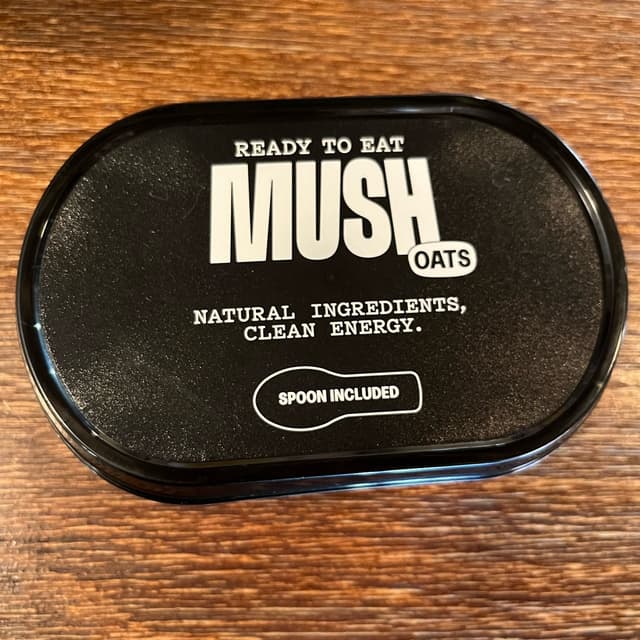 READY TO EAT
MUSH
OATS
NATURAL INGREDIENTS,
CLEAN ENERGY.
SPOON INCLUDED